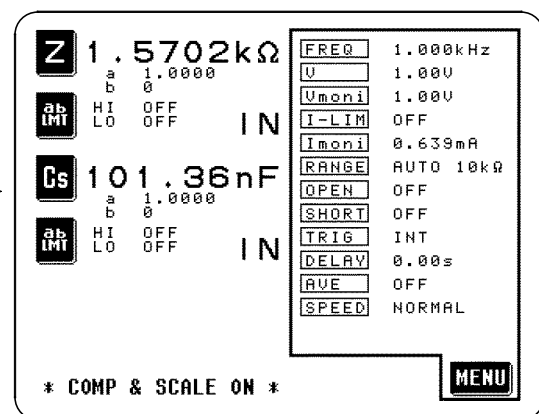 Z 1.5702kΩ
a 1.0000
b 0
ab LMT HI OFF
LO OFF
IN
Cs 101.36nF
a 1.0000
b 0
ab LMT HI OFF
LO OFF
IN
* COMP & SCALE ON *
FREQ 1.000kHz
V 1.00V
Vmoni 1.00V
I-LIM OFF
Imoni 0.639mA
RANGE AUTO 10kΩ
OPEN OFF
SHORT OFF
TRIG INT
DELAY 0.00s
AVE OFF
SPEED NORMAL
MENU